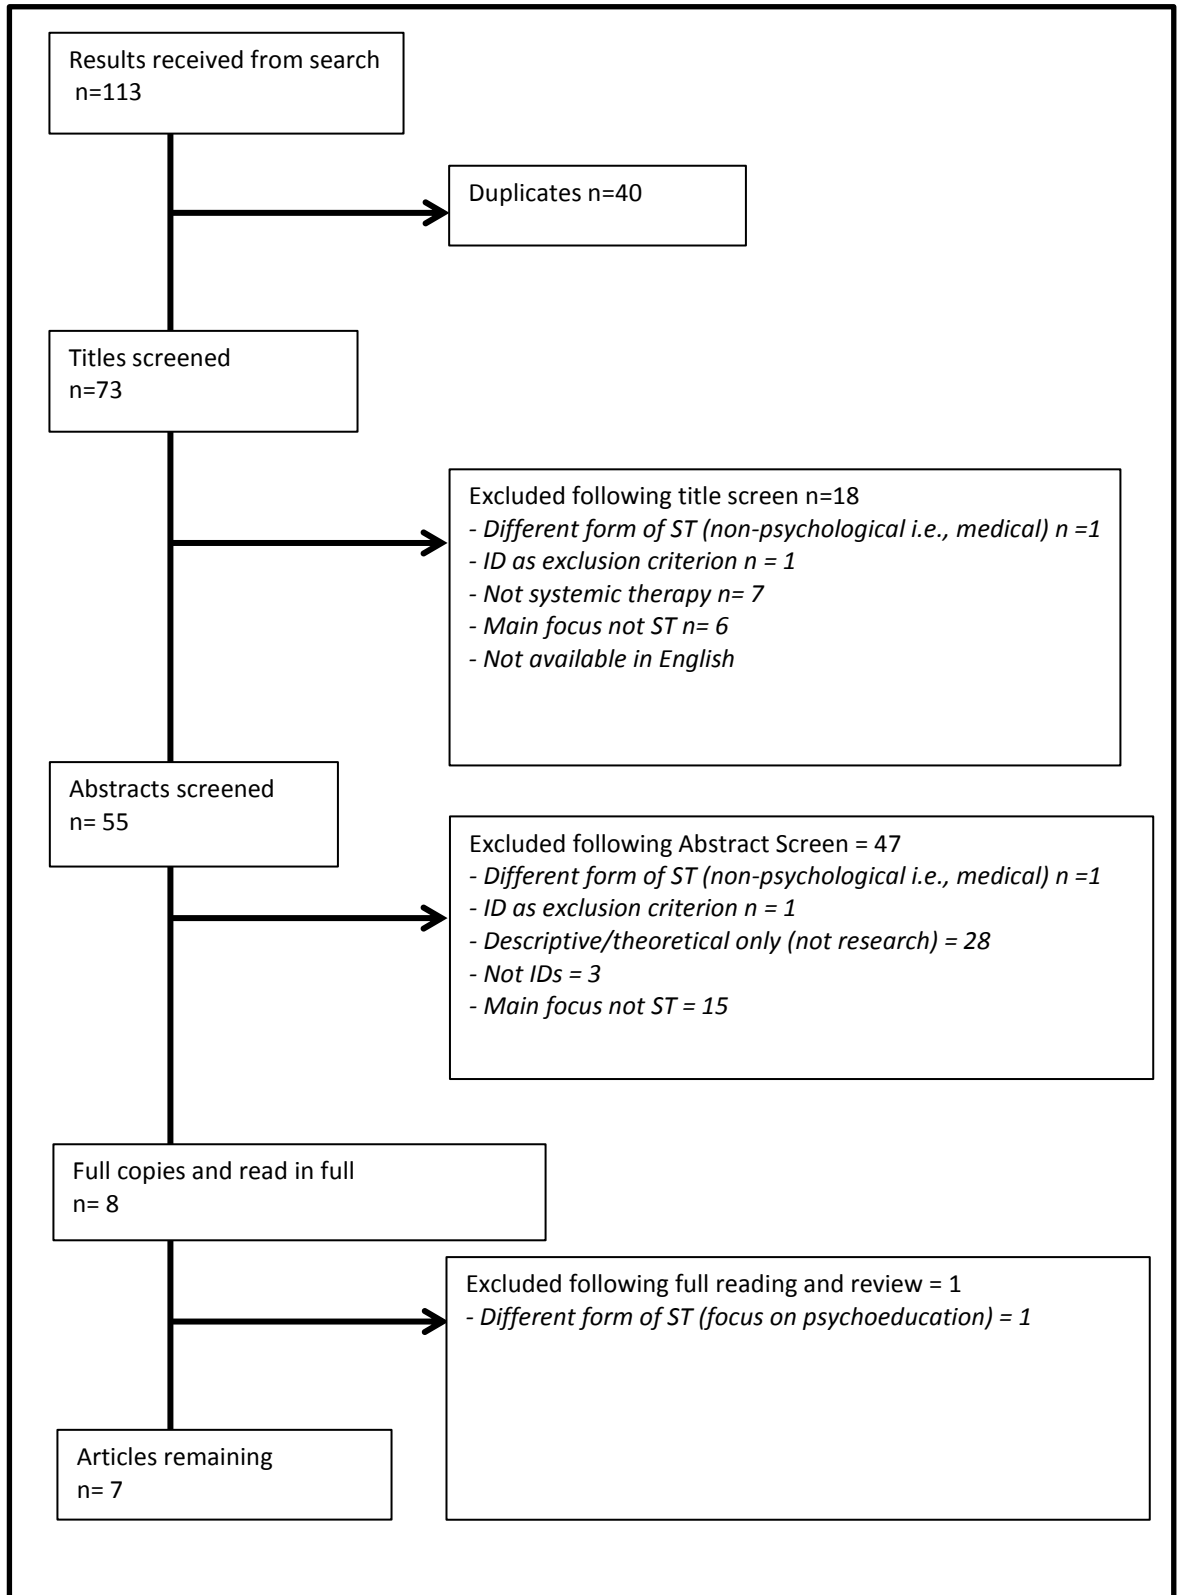 Results received from search
n=113
Duplicates n=40
Titles screened
n=73
Excluded following title screen n=18
- Different form of ST (non-psychological i.e., medical) n =1
- ID as exclusion criterion n = 1
- Not systemic therapy n= 7
- Main focus not ST n= 6
- Not available in English
Abstracts screened
n= 55
Excluded following Abstract Screen = 47
- Different form of ST (non-psychological i.e., medical) n =1
- ID as exclusion criterion n = 1
- Descriptive/theoretical only (not research) = 28
- Not IDs = 3
- Main focus not ST = 15
Full copies and read in full
n= 8
Excluded following full reading and review = 1
- Different form of ST (focus on psychoeducation) = 1
Articles remaining
n= 7